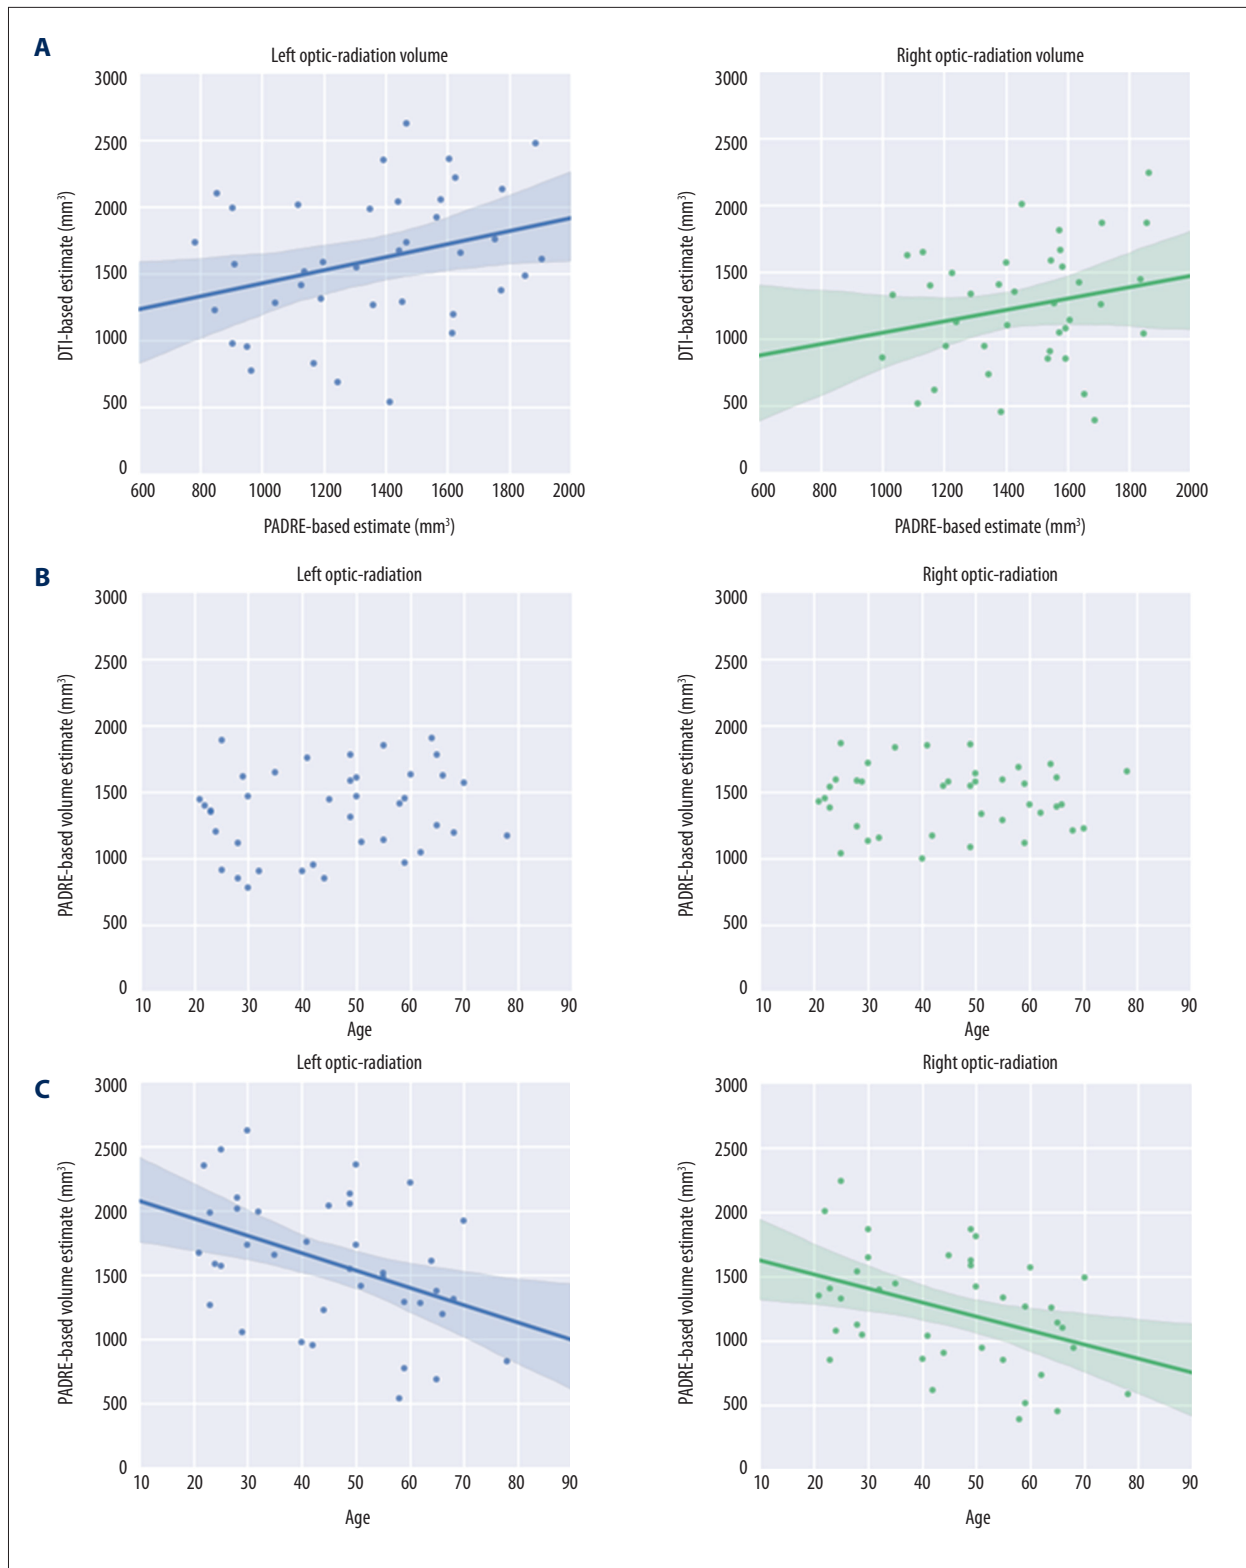 A
Left optic-radiation volume
3000
2500
2000
1500
1000
500
0
DTI-based estimate (mm³)
600 800 1000 1200 1400 1600 1800 2000
PADRE-based estimate (mm³)
Right optic-radiation volume
3000
2500
2000
1500
1000
500
0
DTI-based estimate (mm³)
600 800 1000 1200 1400 1600 1800 2000
PADRE-based estimate (mm³)
B
Left optic-radiation
3000
2500
2000
1500
1000
500
0
PADRE-based volume estimate (mm³)
10 20 30 40 50 60 70 80 90
Age
Right optic-radiation
3000
2500
2000
1500
1000
500
0
PADRE-based volume estimate (mm³)
10 20 30 40 50 60 70 80 90
Age
C
Left optic-radiation
3000
2500
2000
1500
1000
500
0
PADRE-based volume estimate (mm³)
10 20 30 40 50 60 70 80 90
Age
Right optic-radiation
3000
2500
2000
1500
1000
500
0
PADRE-based volume estimate (mm³)
10 20 30 40 50 60 70 80 90
Age